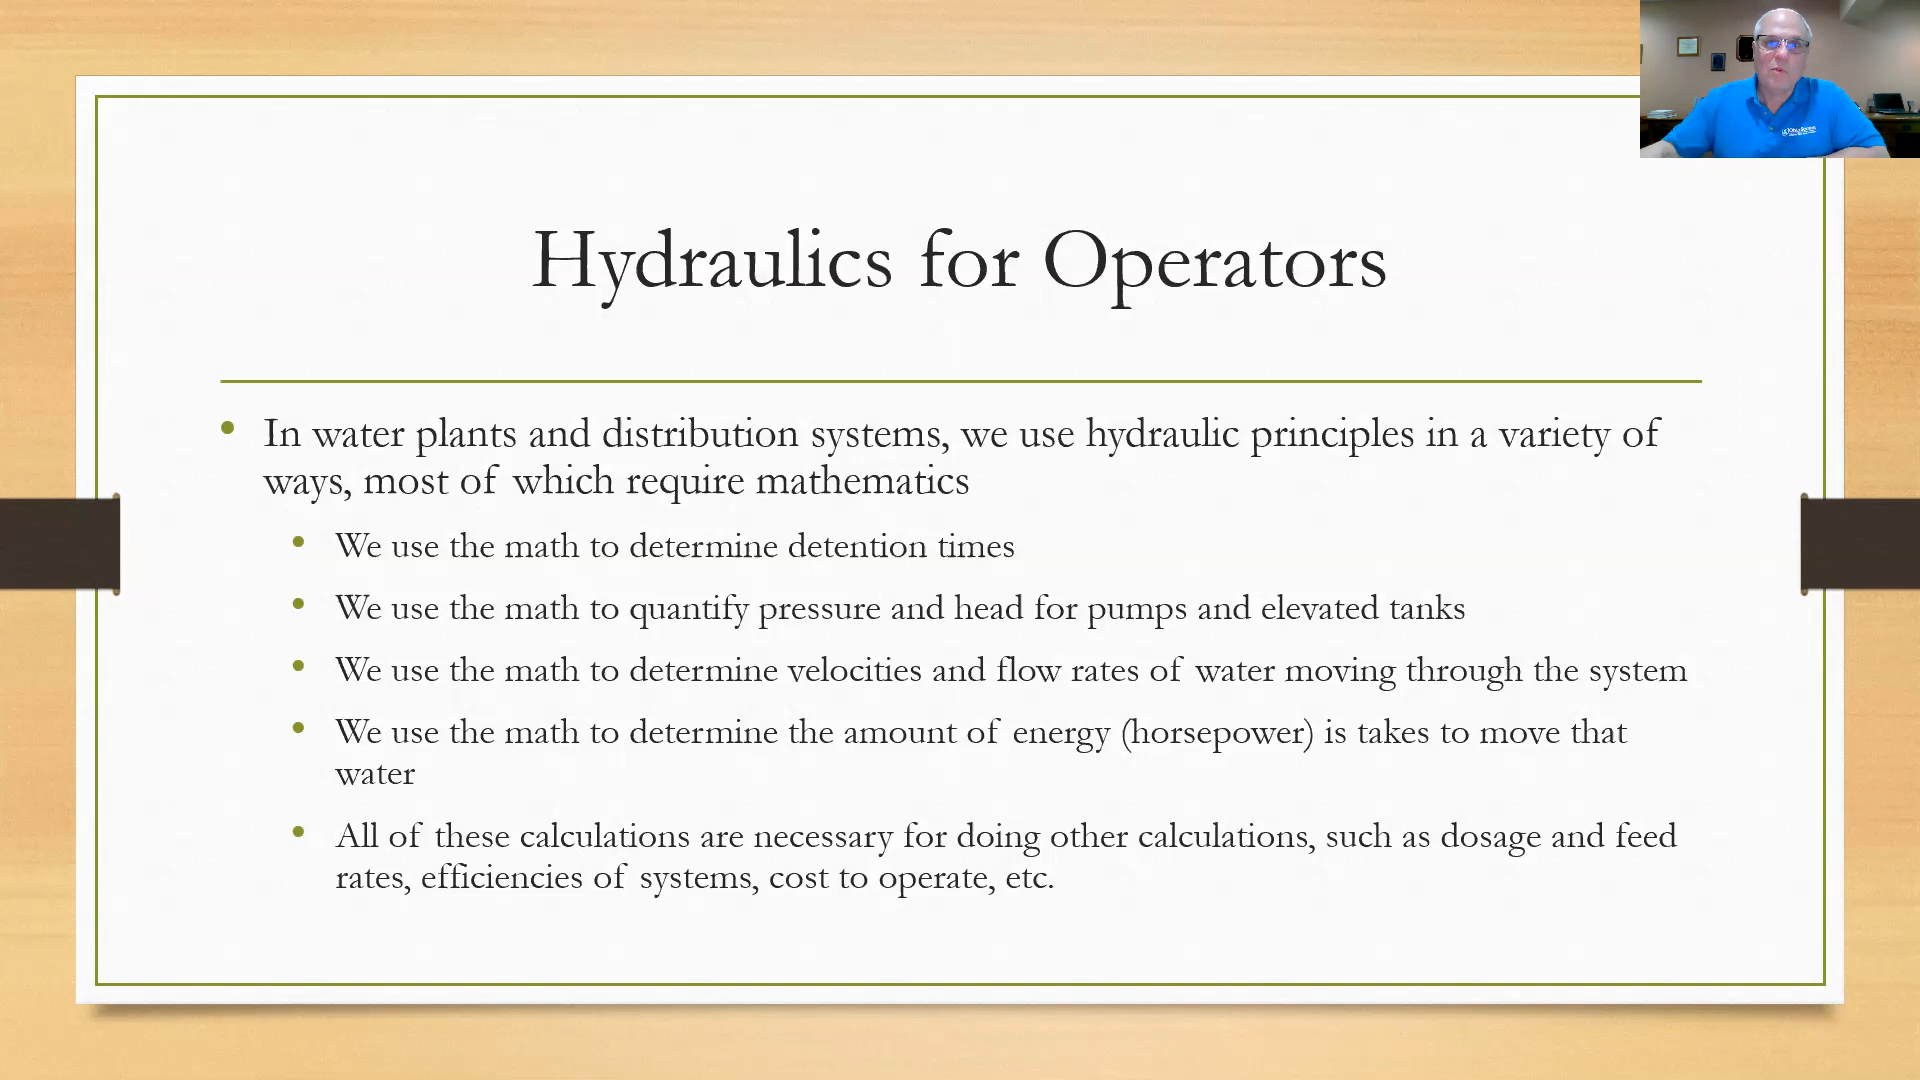 Hydraulics for Operators
In water plants and distribution systems, we use hydraulic principles in a variety of
ways, most of which require mathematics
We use the math to determine detention times
We use the math to quantify pressure and head for pumps and elevated tanks
We use the math to determine velocities and flow rates of water moving through the system
We use the math to determine the amount of energy (horsepower) is takes to move that
water
All of these calculations are necessary for doing other calculations, such as dosage and feed
rates, efficiencies of systems, cost to operate, etc.